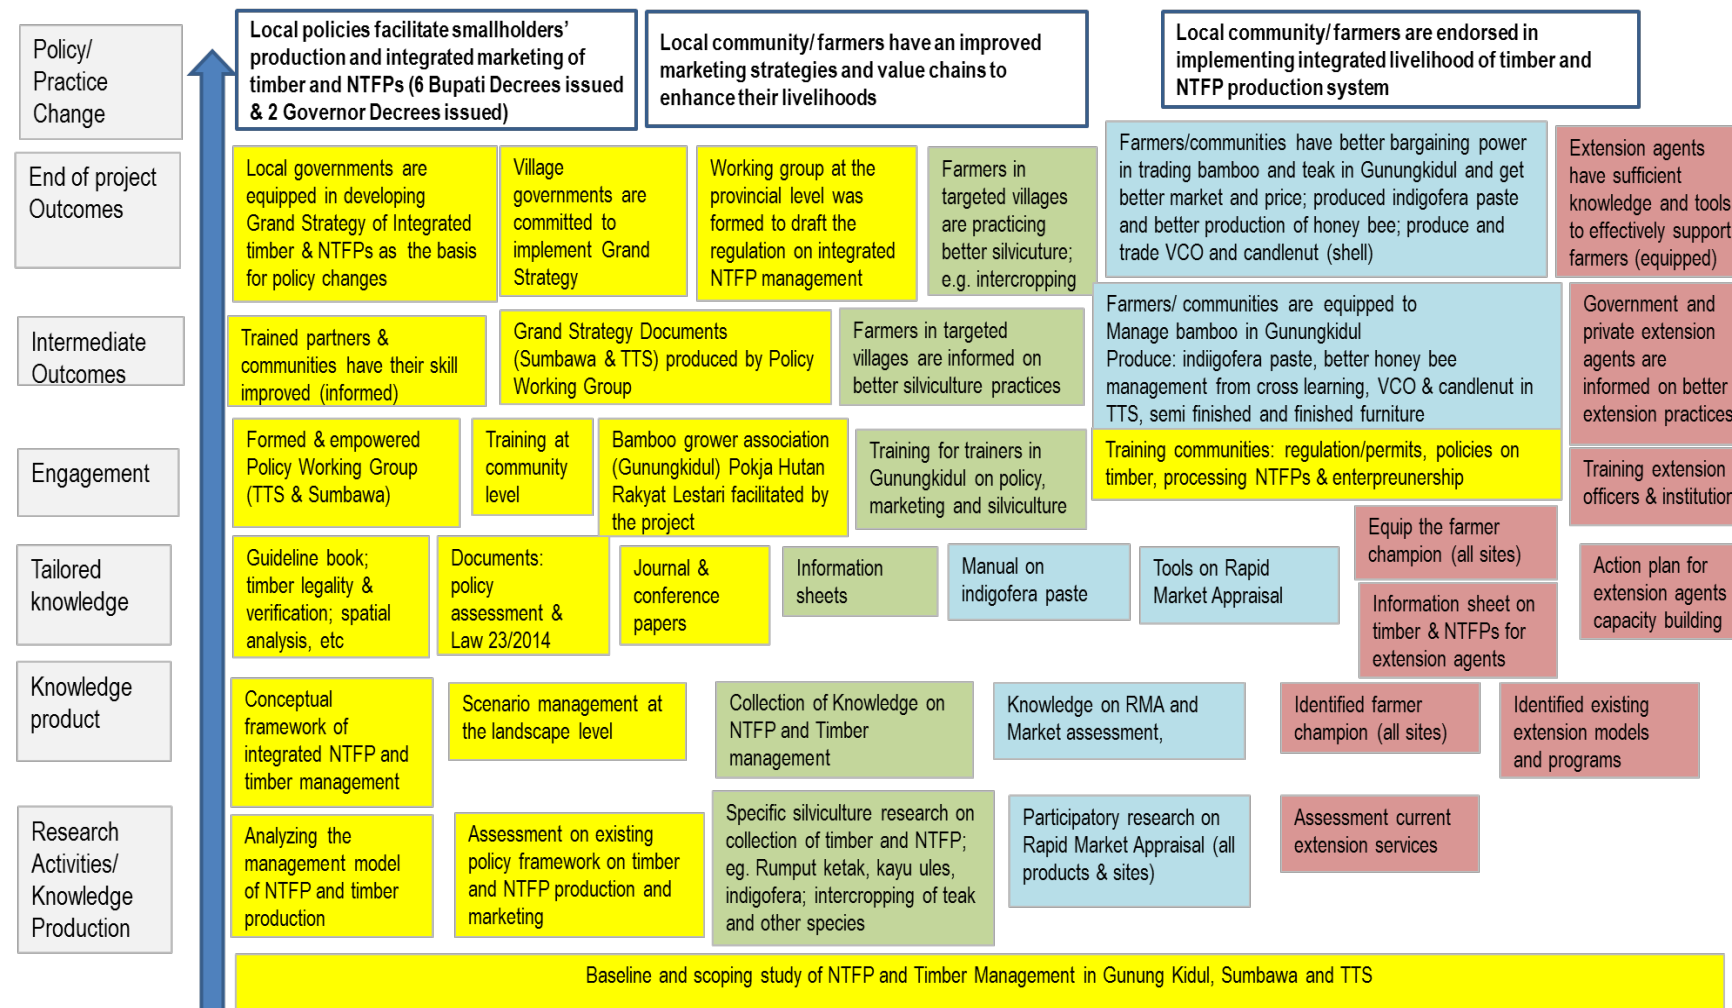 Policy/
Practice
Change
Local policies facilitate smallholders'
production and integrated marketing of
timber and NTFPs (6 Bupati Decrees issued
& 2 Governor Decrees issued)
Local community/ farmers have an improved
marketing strategies and value chains to
enhance their livelihoods
Local community/ farmers are endorsed in
implementing integrated livelihood of timber and
NTFP production system
End of project
Outcomes
Local governments are
equipped in developing
Grand Strategy of Integrated
timber & NTFPs as the basis
for policy changes
Village
governments are
committed to
implement Grand
Strategy
Working group at the
provincial level was
formed to draft the
regulation on integrated
NTFP management
Farmers in
targeted villages
are practicing
better silvicuture;
e.g. intercropping
Farmers/communities have better bargaining power
in trading bamboo and teak in Gunungkidul and get
better market and price; produced indigofera paste
and better production of honey bee; produce and
trade VCO and candlenut (shell)
Extension agents
have sufficient
knowledge and tools
to effectively support
farmers (equipped)
Intermediate
Outcomes
Trained partners &
communities have their skill
improved (informed)
Grand Strategy Documents
(Sumbawa & TTS) produced by Policy
Working Group
Farmers in targeted
villages are informed on
better silviculture practices
Farmers/ communities are equipped to
Manage bamboo in Gunungkidul
Produce: indiigofera paste, better honey bee
management from cross learning, VCO & candlenut in
TTS, semi finished and finished furniture
Government and
private extension
agents are
informed on better
extension practices
Engagement
Formed & empowered
Policy Working Group
(TTS & Sumbawa)
Training at
community
level
Bamboo grower association
(Gunungkidul) Pokja Hutan
Rakyat Lestari facilitated by
the project
Training for trainers in
Gunungkidul on policy,
marketing and silviculture
Training communities: regulation/permits, policies on
timber, processing NTFPs & enterpreunership
Training extension
officers & institution
Tailored
knowledge
Guideline book;
timber legality &
verification; spatial
analysis, etc
Documents:
policy
assessment &
Law 23/2014
Journal &
conference
papers
Information
sheets
Manual on
indigofera paste
Tools on Rapid
Market Appraisal
Equip the farmer
champion (all sites)
Information sheet on
timber & NTFPs for
extension agents
Action plan for
extension agents
capacity building
Knowledge
product
Conceptual
framework of
integrated NTFP and
timber management
Scenario management at
the landscape level
Collection of Knowledge on
NTFP and Timber
management
Knowledge on RMA and
Market assessment,
Identified farmer
champion (all sites)
Identified existing
extension models
and programs
Research
Activities/
Knowledge
Production
Analyzing the
management model
of NTFP and timber
production
Assessment on existing
policy framework on timber
and NTFP production and
marketing
Specific silviculture research on
collection of timber and NTFP;
eg. Rumput ketak, kayu ules,
indigofera; intercropping of teak
and other species
Participatory research on
Rapid Market Appraisal (all
products & sites)
Assessment current
extension services
Baseline and scoping study of NTFP and Timber Management in Gunung Kidul, Sumbawa and TTS